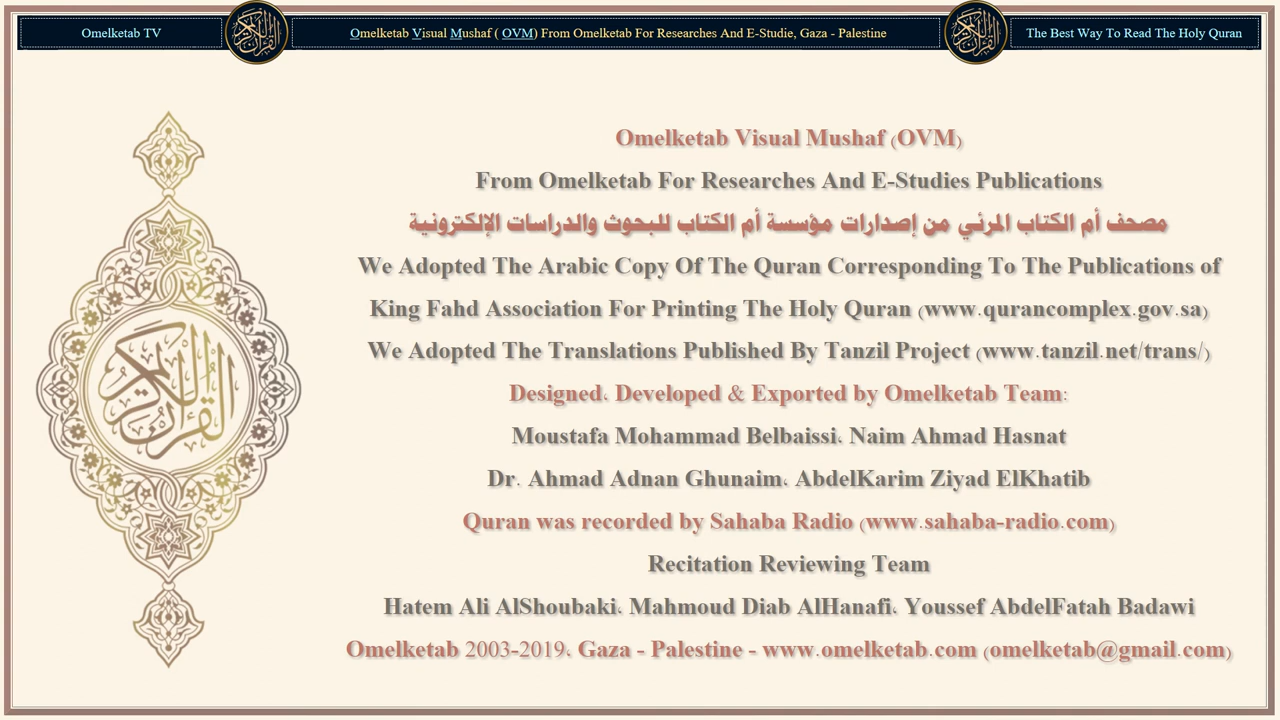 Omelketab TV
Omelketab Visual Mushaf ( OVM) From Omelketab For Researches And E-Studie, Gaza - Palestine
The Best Way To Read The Holy Quran
Omelketab Visual Mushaf (OVM)
From Omelketab For Researches And E-Studies Publications
مصحف أم الكتاب المرئي من إصدارات مؤسسة أم الكتاب للبحوث والدراسات الإلكترونية
We Adopted The Arabic Copy Of The Quran Corresponding To The Publications of
King Fahd Association For Printing The Holy Quran (www.qurancomplex.gov.sa)
We Adopted The Translations Published By Tanzil Project (www.tanzil.net/trans/)
Designed، Developed & Exported by Omelketab Team:
Moustafa Mohammad Belbaissi، Naim Ahmad Hasnat
Dr. Ahmad Adnan Ghunaim، AbdelKarim Ziyad ElKhatib
Quran was recorded by Sahaba Radio (www.sahaba-radio.com)
Recitation Reviewing Team
Hatem Ali AlShoubaki، Mahmoud Diab AlHanafi، Youssef AbdelFatah Badawi
Omelketab 2003-2019، Gaza - Palestine - www.omelketab.com (omelketab@gmail.com)
القرآن الكريم